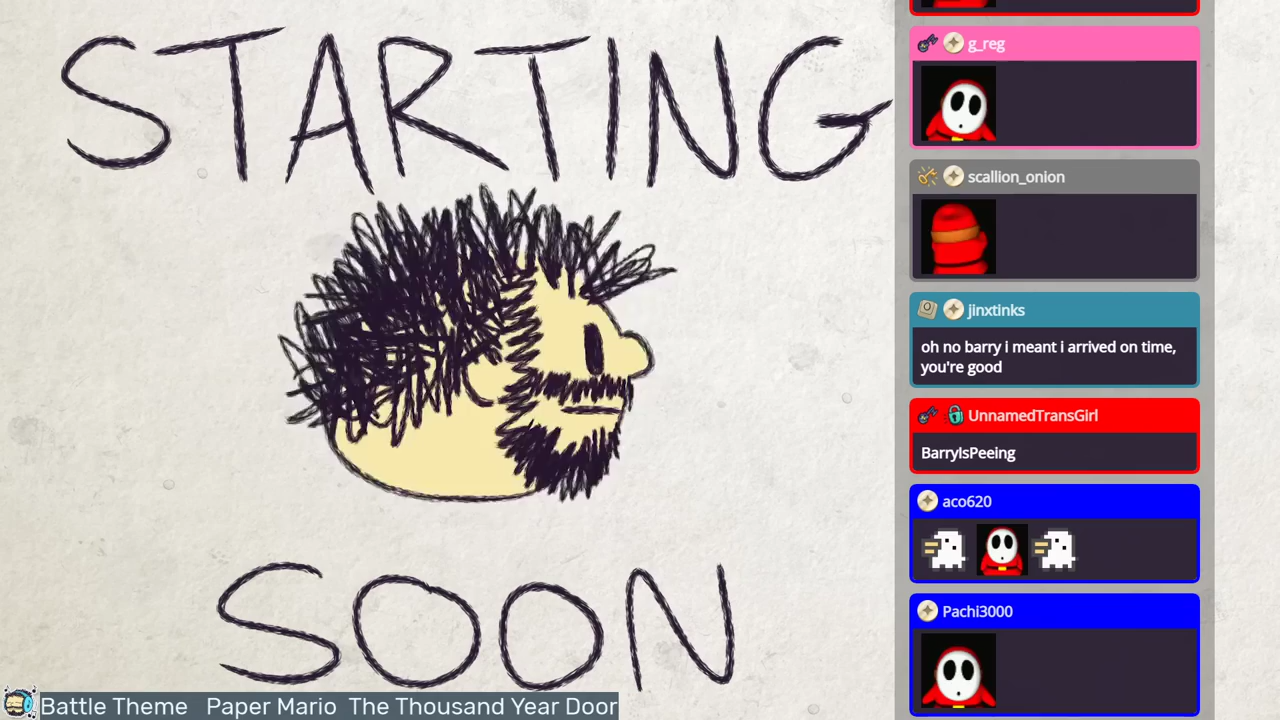 STARTING
SOON
Battle Theme   Paper Mario  The Thousand Year Door
g_reg
scallion_onion
jinxtinks
oh no barry i meant i arrived on time,
you're good
UnnamedTransGirl
BarryIsPeeing
aco620
Pachi3000